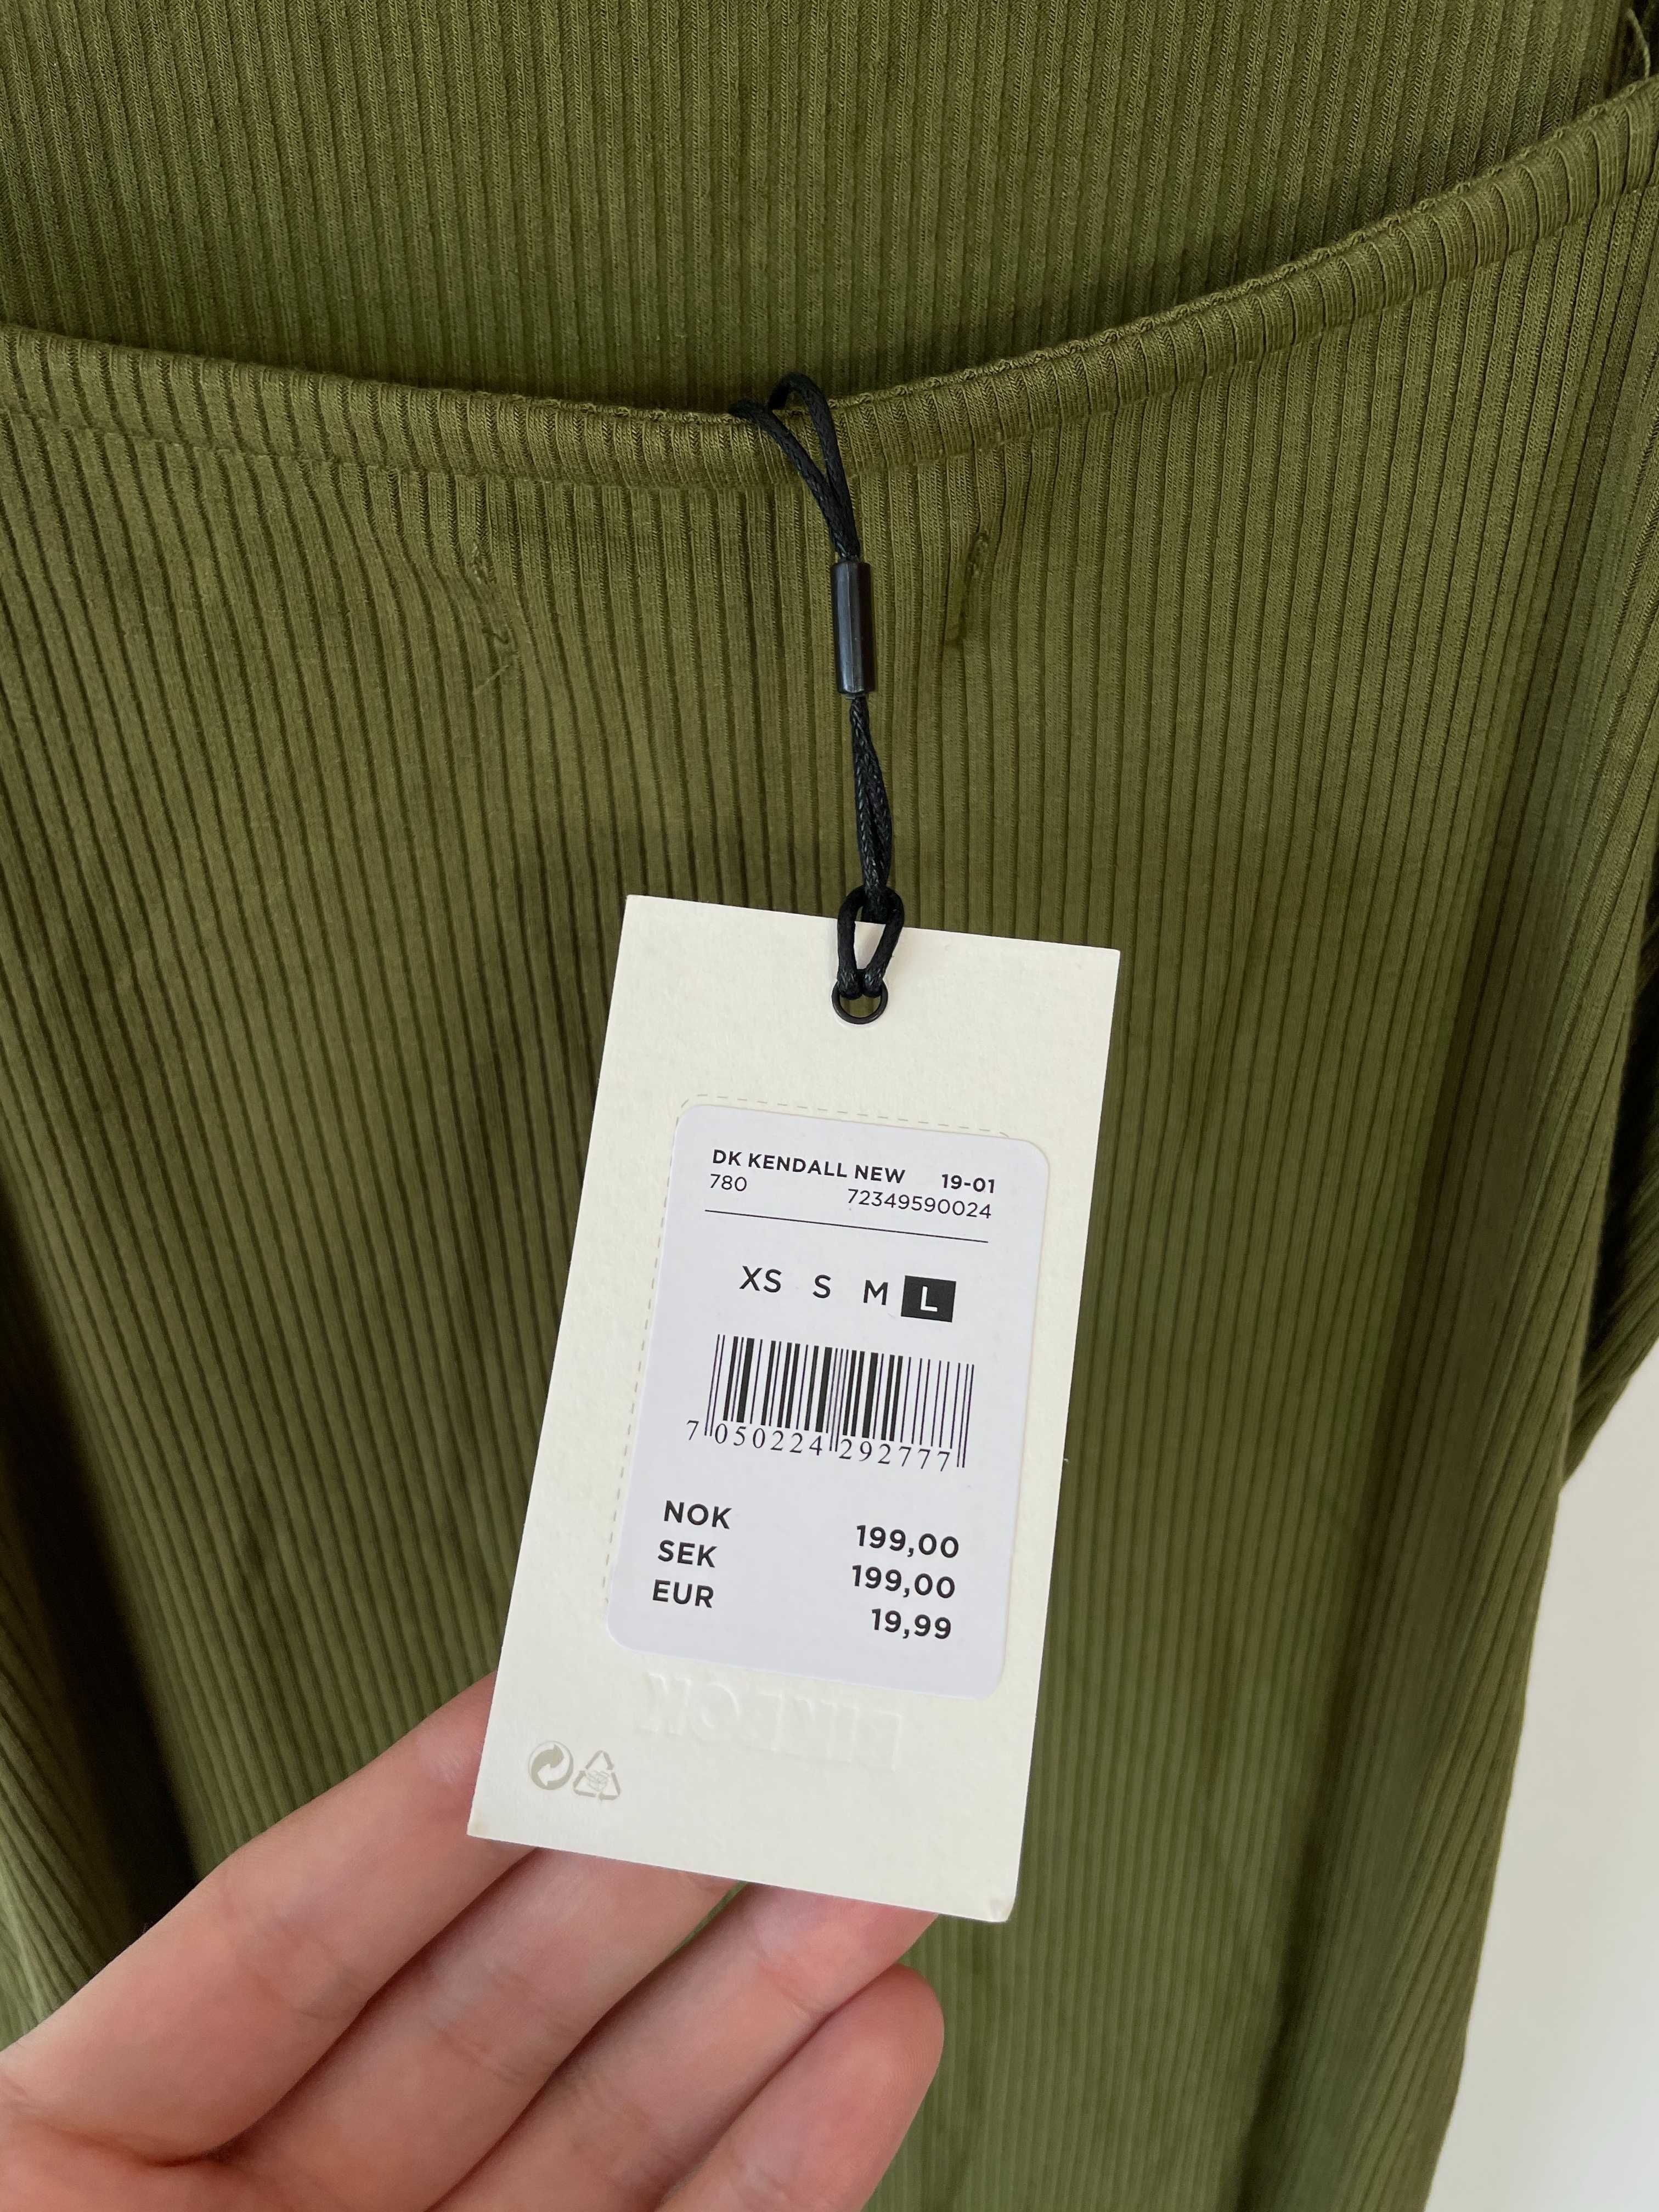 DK KENDALL NEW 19-01
780 72349590024
XS S M L
7 050224 292777
NOK 199,00
SEK 199,00
EUR 19,99